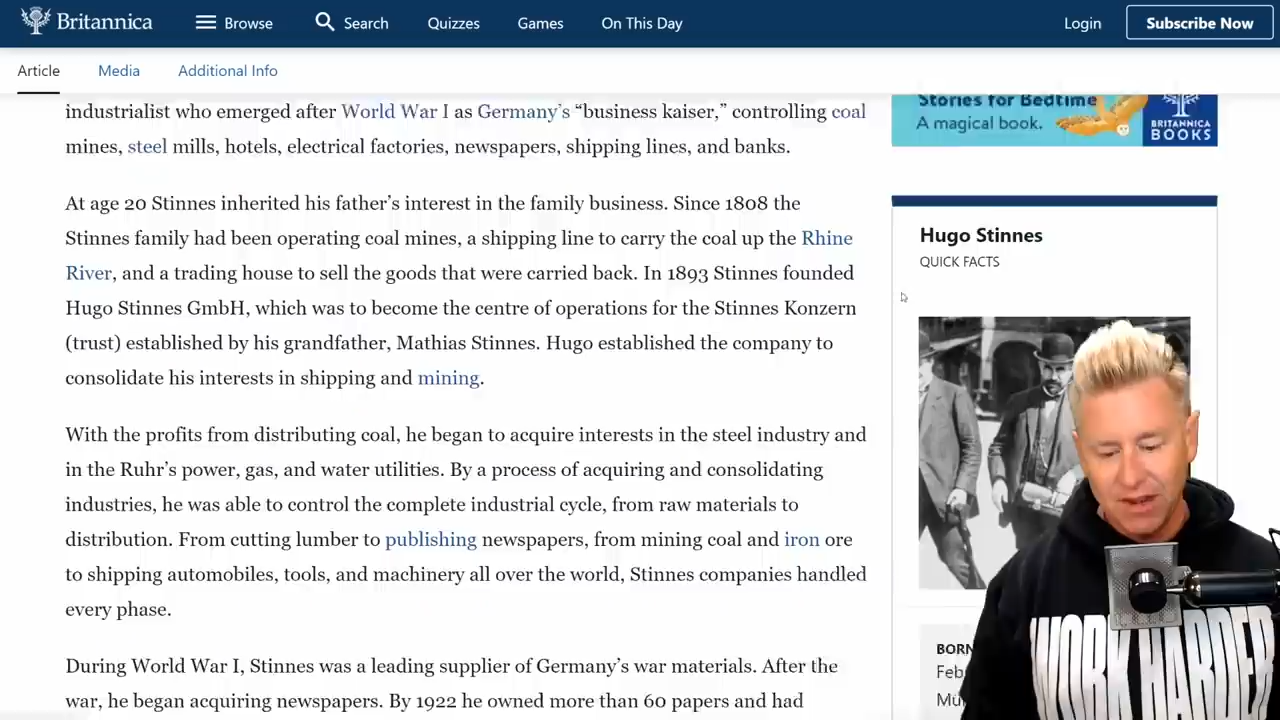 Britannica
Browse
Search
Quizzes
Games
On This Day
Login
Subscribe Now
Article
Media
Additional Info
industrialist who emerged after World War I as Germany's “business kaiser,” controlling coal
mines, steel mills, hotels, electrical factories, newspapers, shipping lines, and banks.
At age 20 Stinnes inherited his father's interest in the family business. Since 1808 the
Stinnes family had been operating coal mines, a shipping line to carry the coal up the Rhine
River, and a trading house to sell the goods that were carried back. In 1893 Stinnes founded
Hugo Stinnes GmbH, which was to become the centre of operations for the Stinnes Konzern
(trust) established by his grandfather, Mathias Stinnes. Hugo established the company to
consolidate his interests in shipping and mining.
With the profits from distributing coal, he began to acquire interests in the steel industry and
in the Ruhr's power, gas, and water utilities. By a process of acquiring and consolidating
industries, he was able to control the complete industrial cycle, from raw materials to
distribution. From cutting lumber to publishing newspapers, from mining coal and iron ore
to shipping automobiles, tools, and machinery all over the world, Stinnes companies handled
every phase.
During World War I, Stinnes was a leading supplier of Germany's war materials. After the
war, he began acquiring newspapers. By 1922 he owned more than 60 papers and had
Stories for Bedtime
A magical book.
BRITANNICA
BOOKS
Hugo Stinnes
QUICK FACTS
BORN
Feb
WORK HARDER